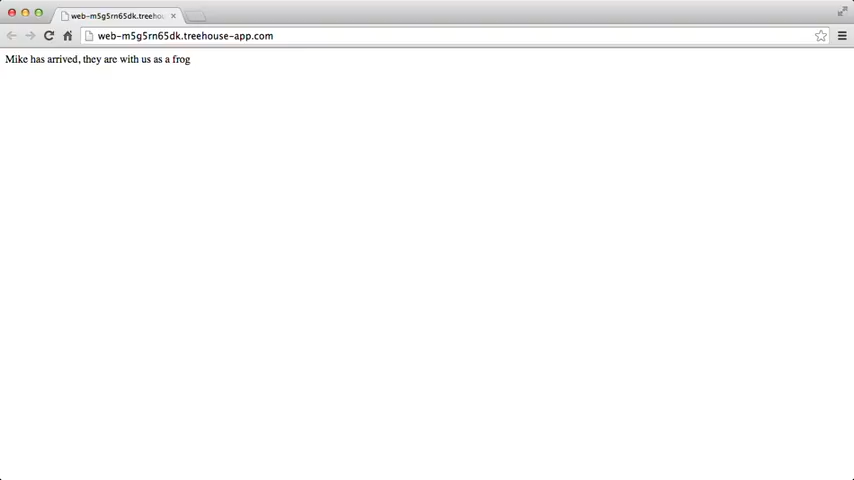 web-m5g5rn65dk.treehou
web-m5g5rn65dk.treehouse-app.com
Mike has arrived, they are with us as a frog